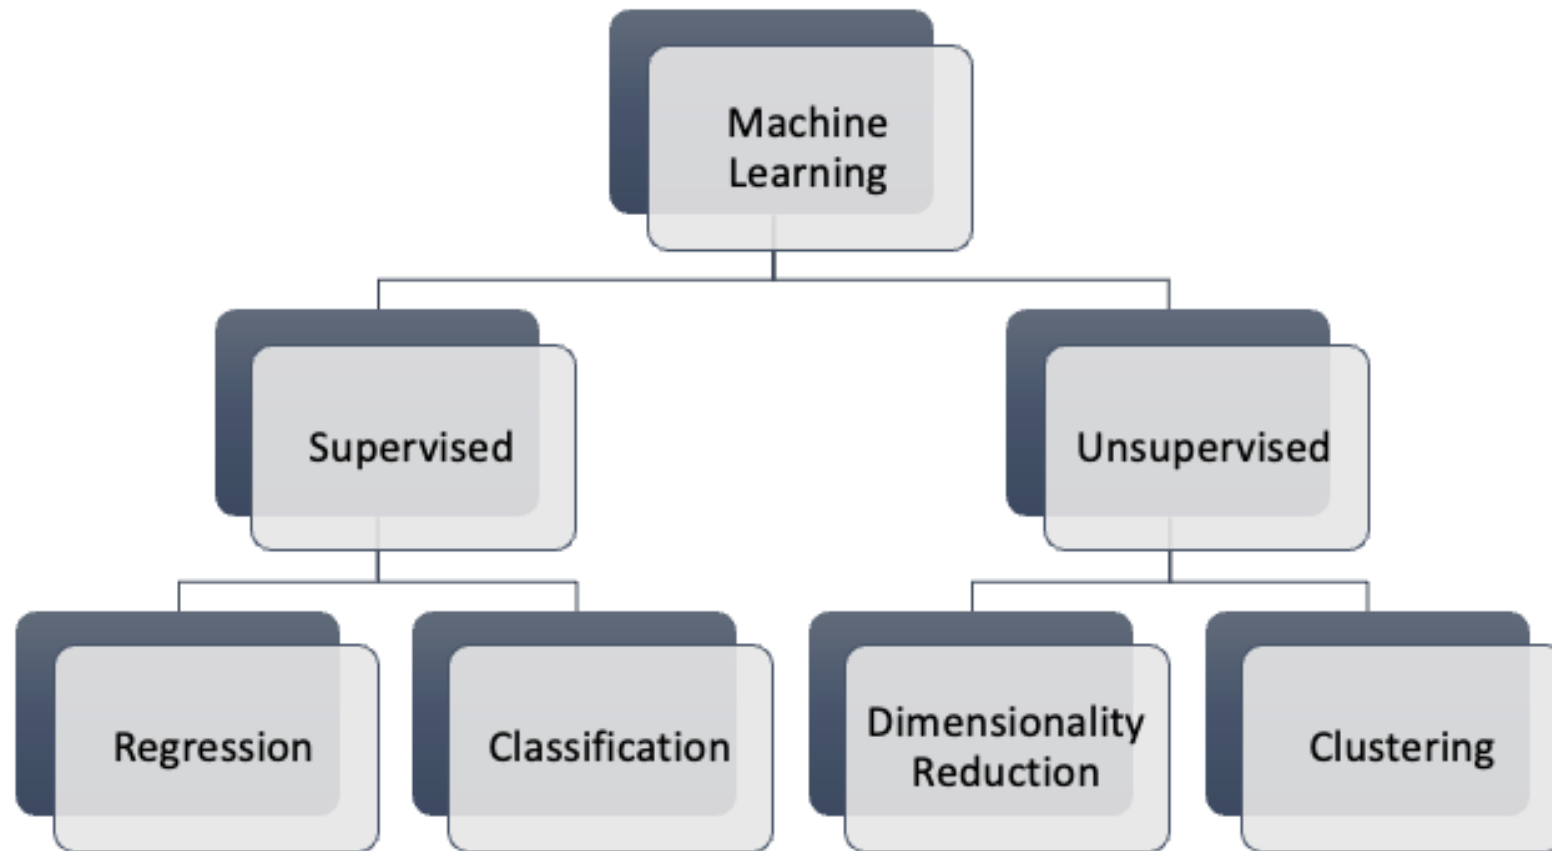 Machine
Learning
Supervised
Unsupervised
Regression
Classification
Dimensionality
Reduction
Clustering